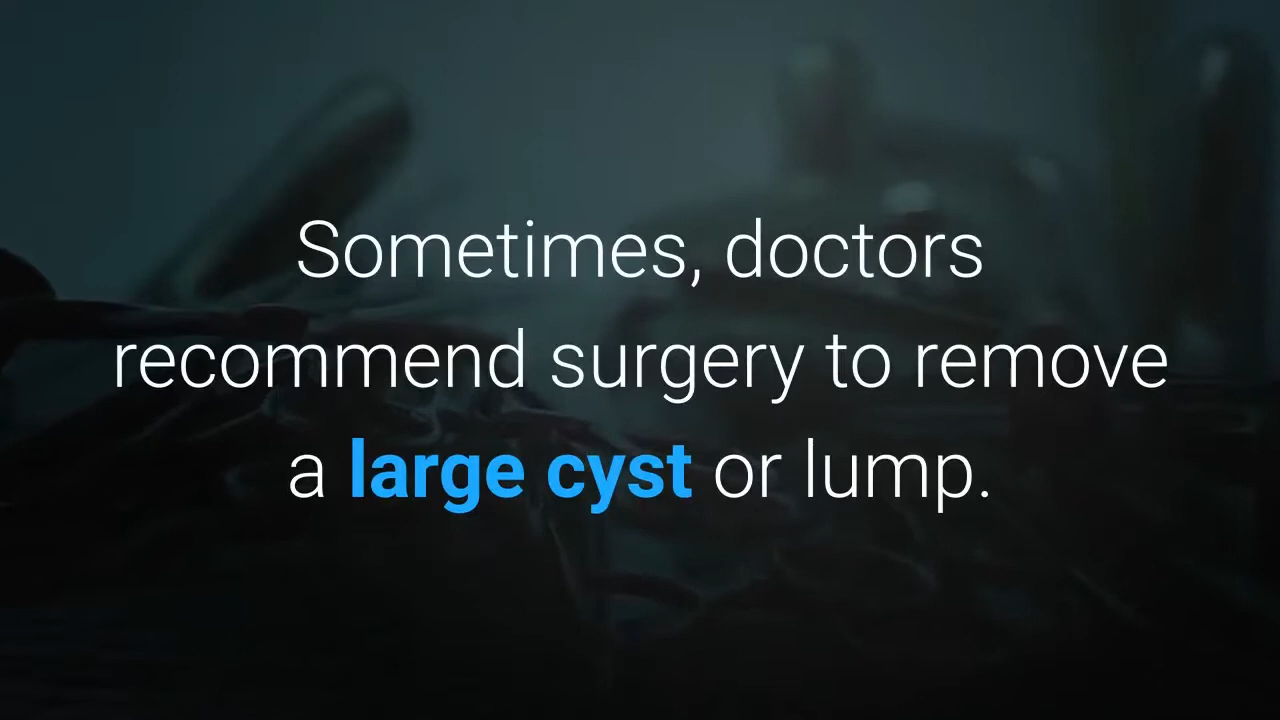 Sometimes, doctors
recommend surgery to remove
a large cyst or lump.